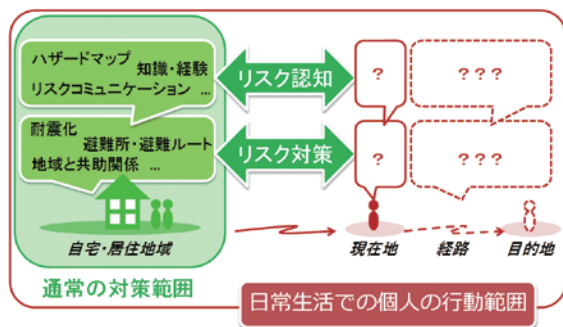 ハザードマップ
知識・経験
リスクコミュニケーション ...
リスク認知
?
? ? ?
耐震化
避難所・避難ルート
地域と共助関係 ...
リスク対策
?
? ? ?
自宅・居住地域
現在地
経路
目的地
通常の対策範囲
日常生活での個人の行動範囲